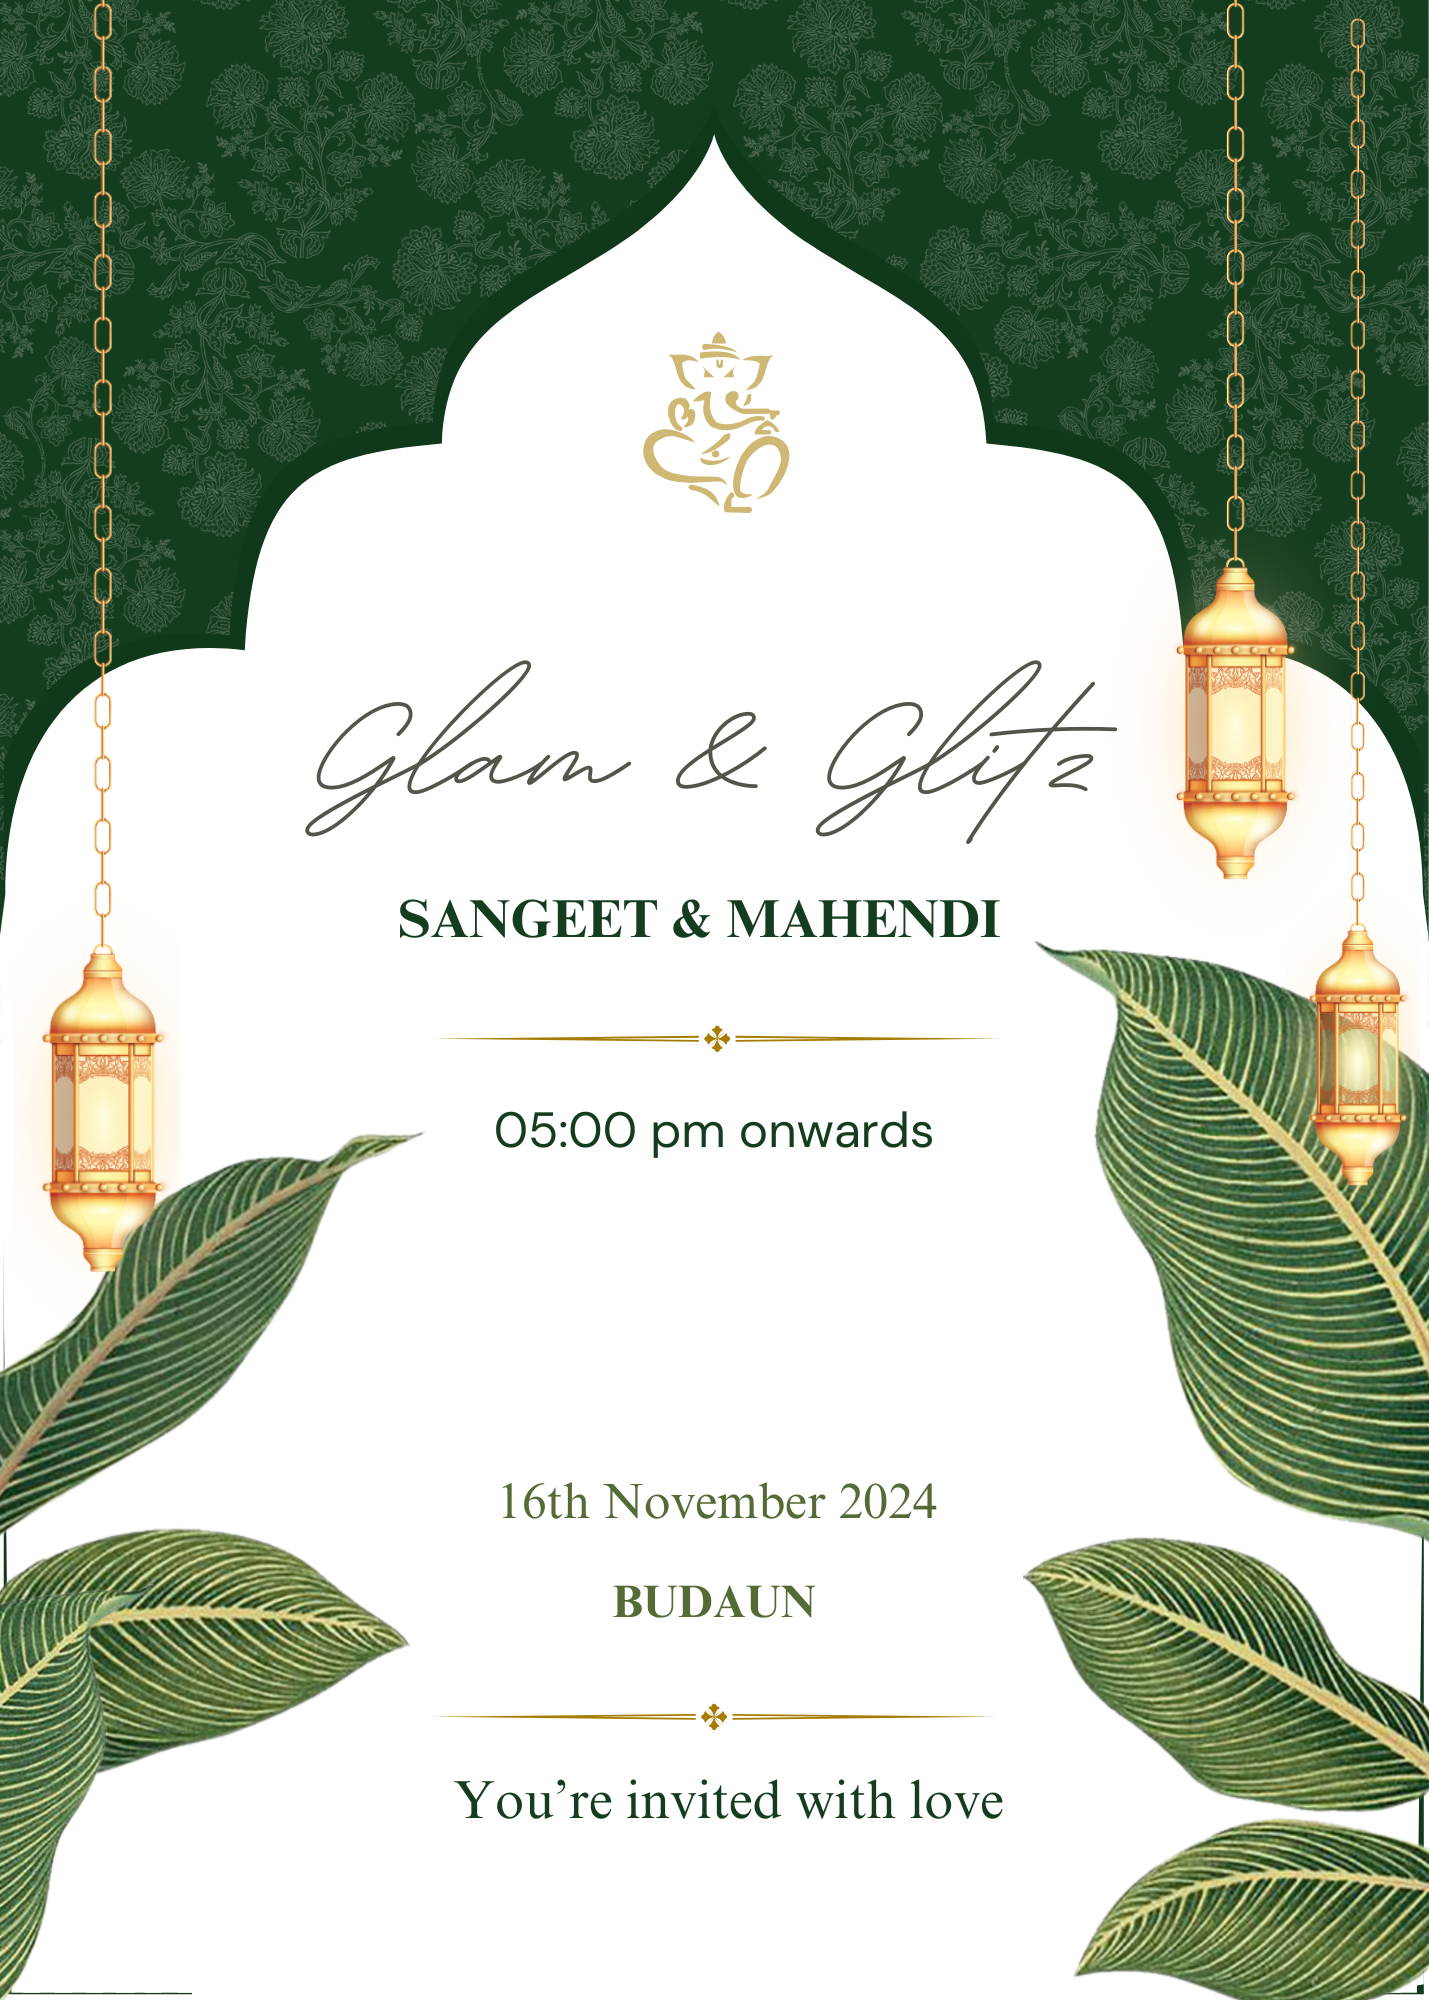 Glam & Glitz
SANGEET & MAHENDI
05:00 pm onwards
16th November 2024
BUDAUN
You’re invited with love